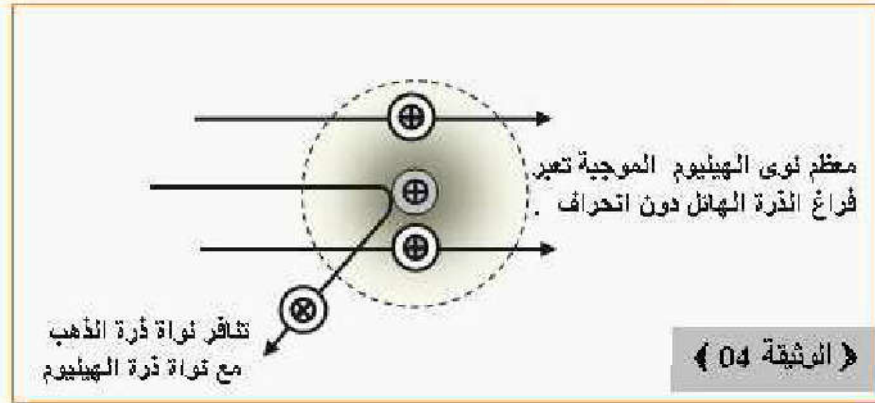 معظم نوى الهيليوم الموجبة تعبر
فراغ الذرة الهائل دون انحراف .
تنافر نواة ذرة الذهب
مع نواة ذرة الهيليوم
﴿ الوثيقة 04 ﴾